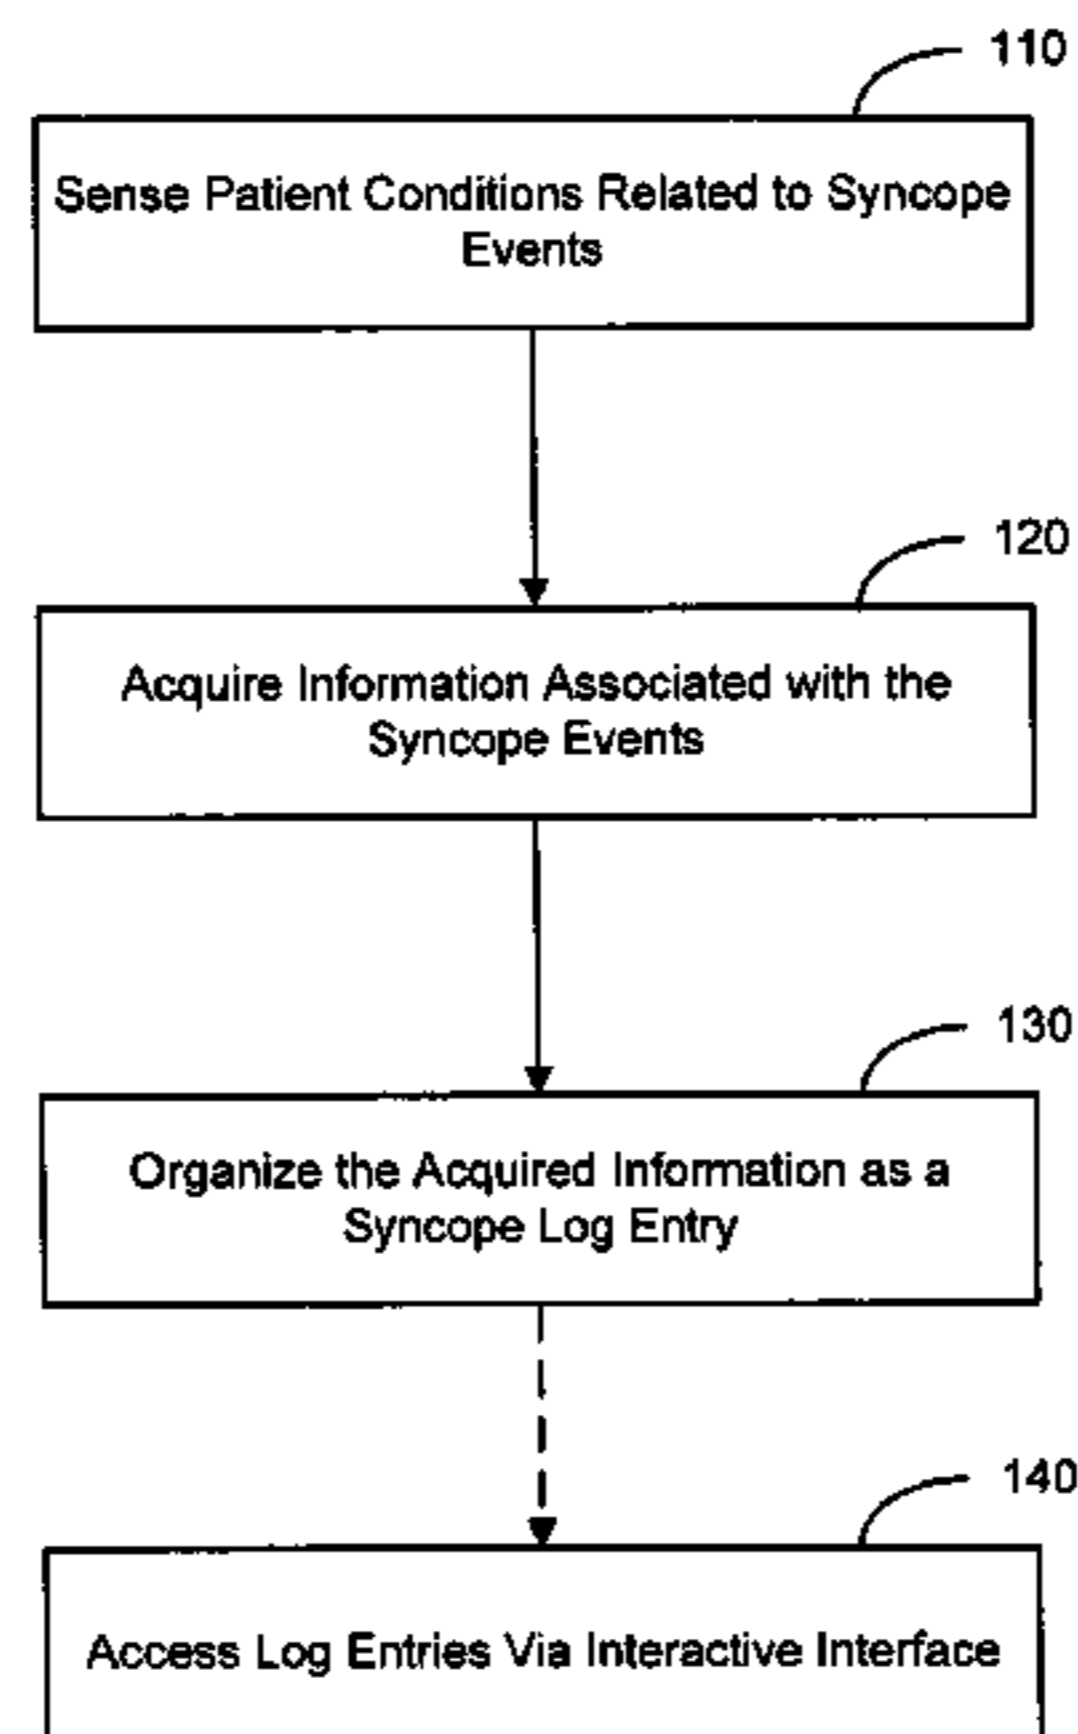 110
Sense Patient Conditions Related to Syncope
Events
120
Acquire Information Associated with the
Syncope Events
130
Organize the Acquired Information as a
Syncope Log Entry
140
Access Log Entries Via Interactive Interface